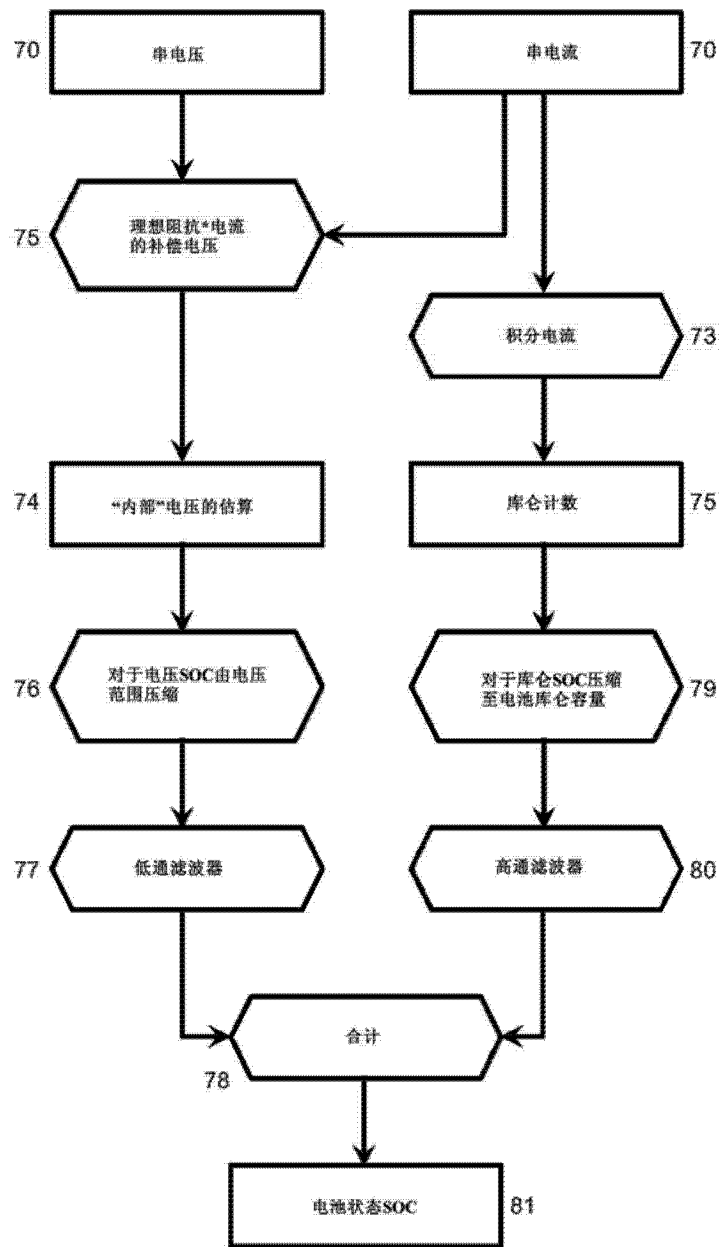 70 串电压
串电流 70
75 理想阻抗*电流
的补偿电压
积分电流 73
74 “内部”电压的估算
库仑计数 75
76 对于电压SOC由电压
范围压缩
对于库仑SOC压缩
至电池库仑容量 79
77 低通滤波器
高通滤波器 80
合计
78
电池状态SOC 81